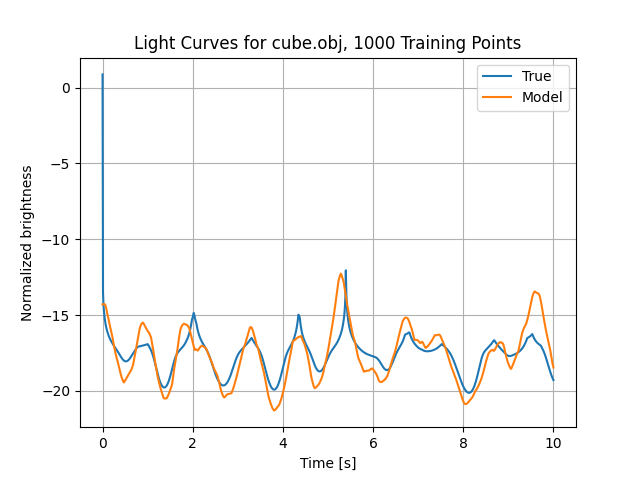 Light Curves for cube.obj, 1000 Training Points
True
Model
Normalized brightness
0
−5
−10
−15
−20
0
2
4
6
8
10
Time [s]